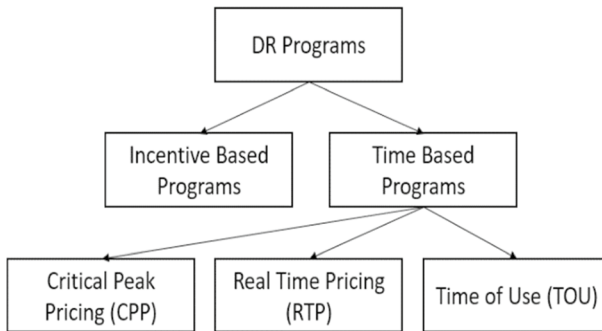 DR Programs
Incentive Based
Programs
Time Based
Programs
Critical Peak
Pricing (CPP)
Real Time Pricing
(RTP)
Time of Use (TOU)